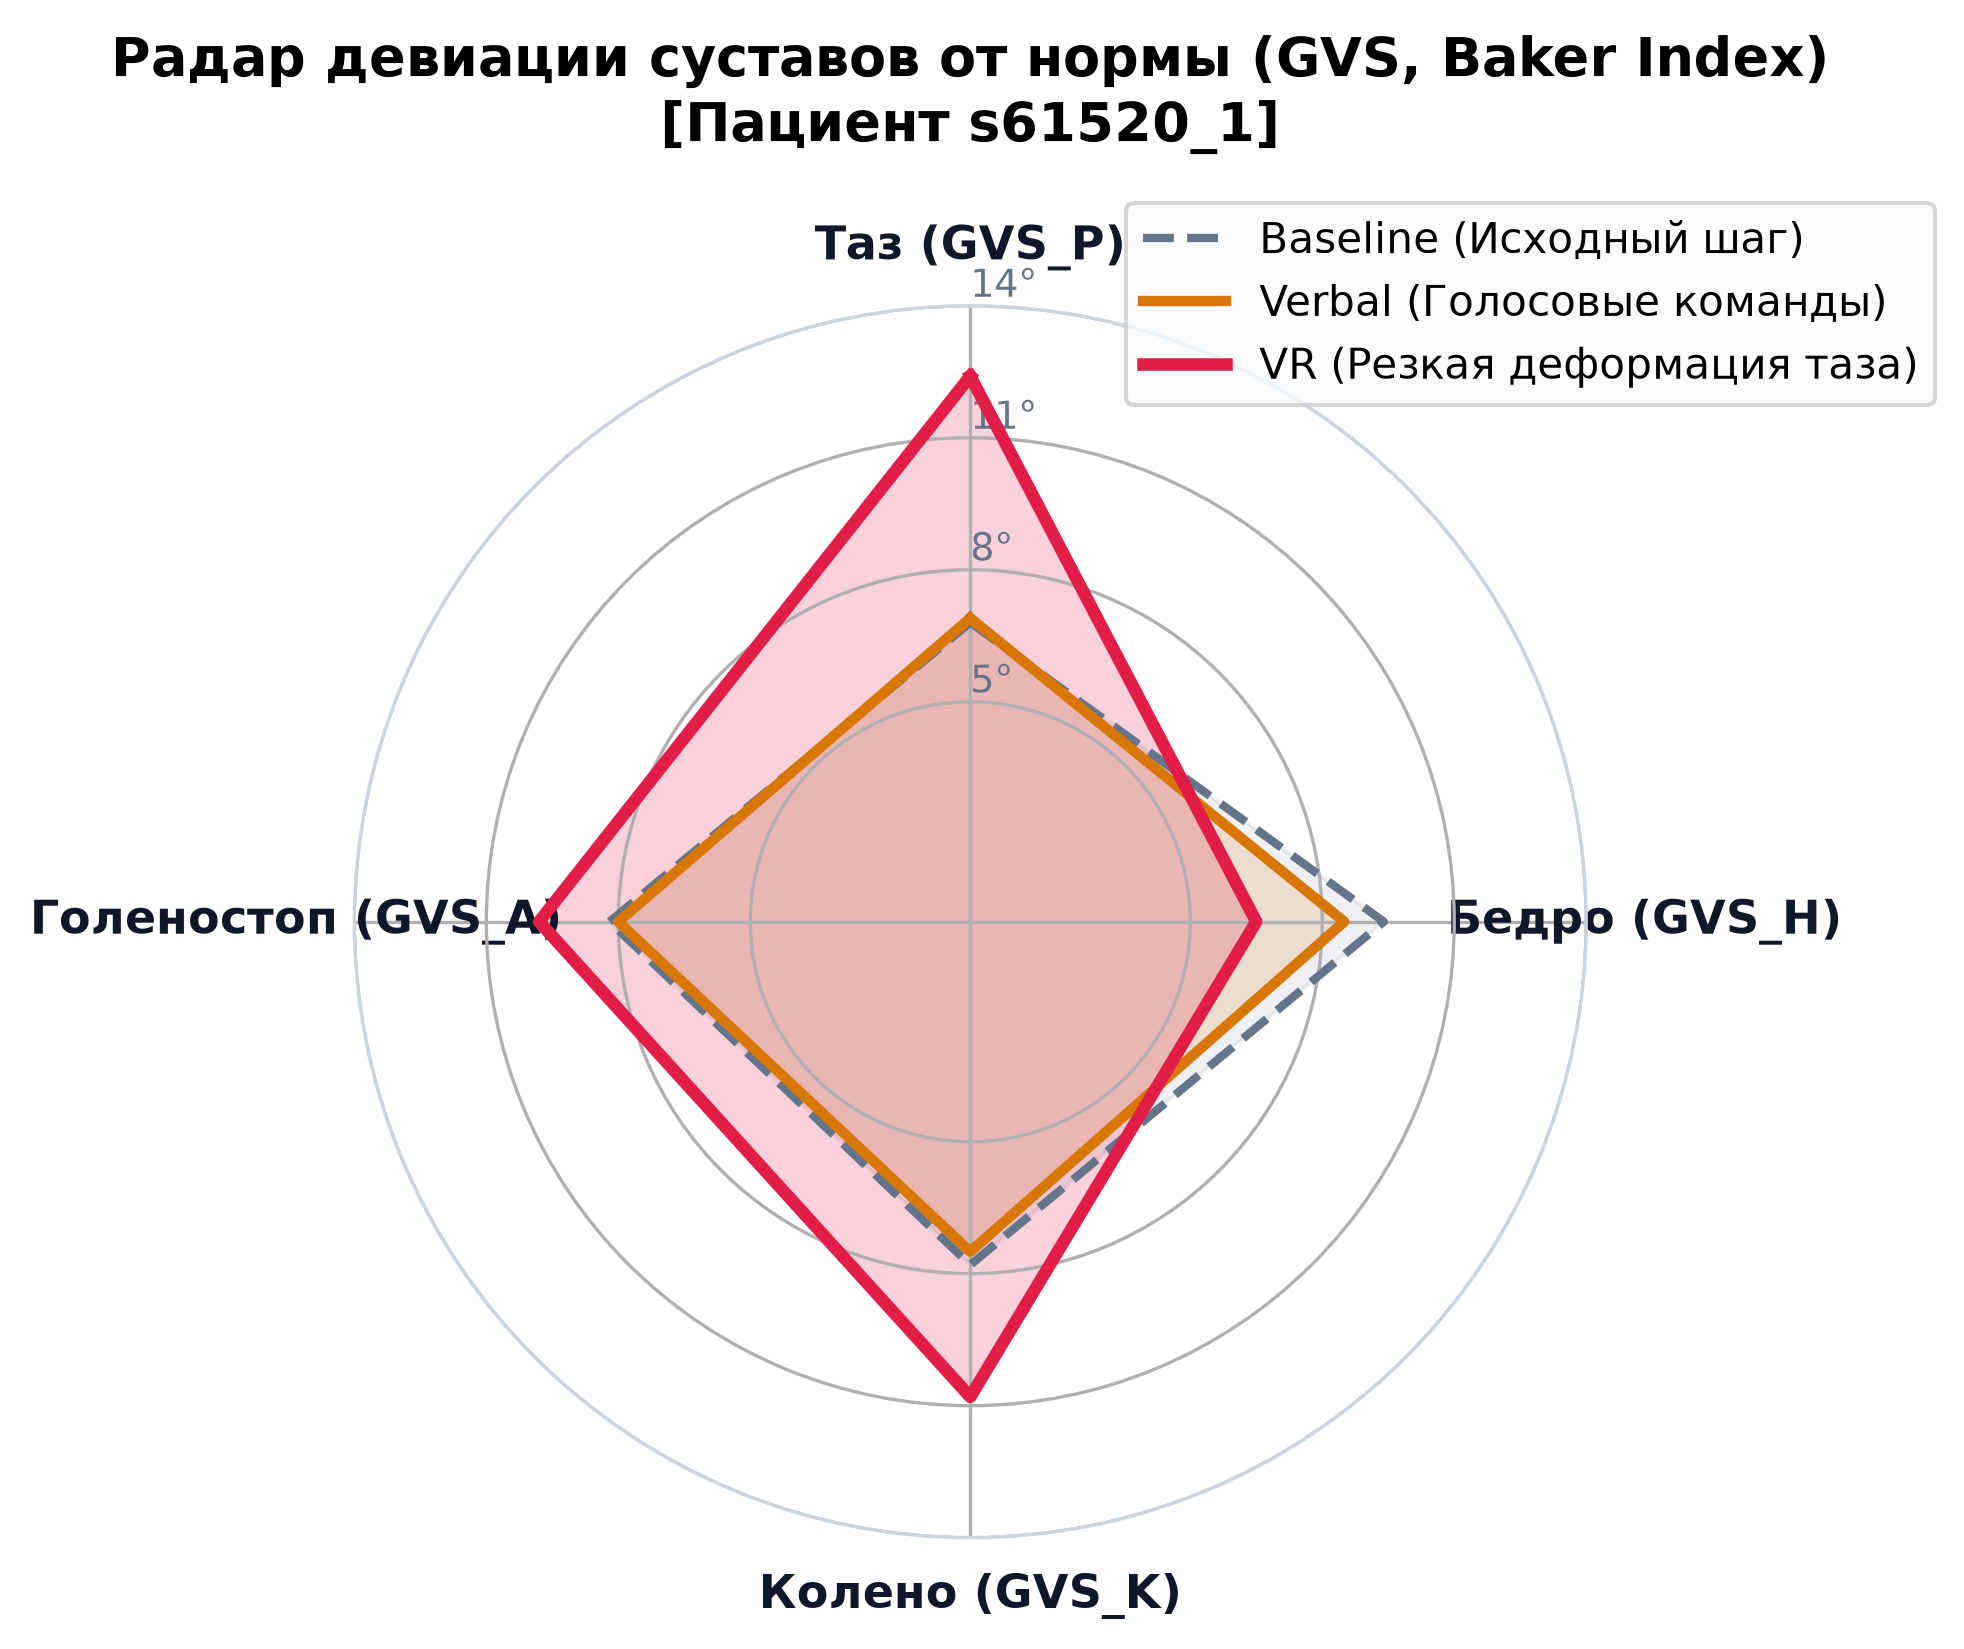 Радар девиации суставов от нормы (GVS, Baker Index)
[Пациент s61520_1]
Таз (GVS_P)
Baseline (Исходный шаг)
Verbal (Голосовые команды)
VR (Резкая деформация таза)
14°
11°
8°
5°
Голеностоп (GVS_A)
Бедро (GVS_H)
Колено (GVS_K)